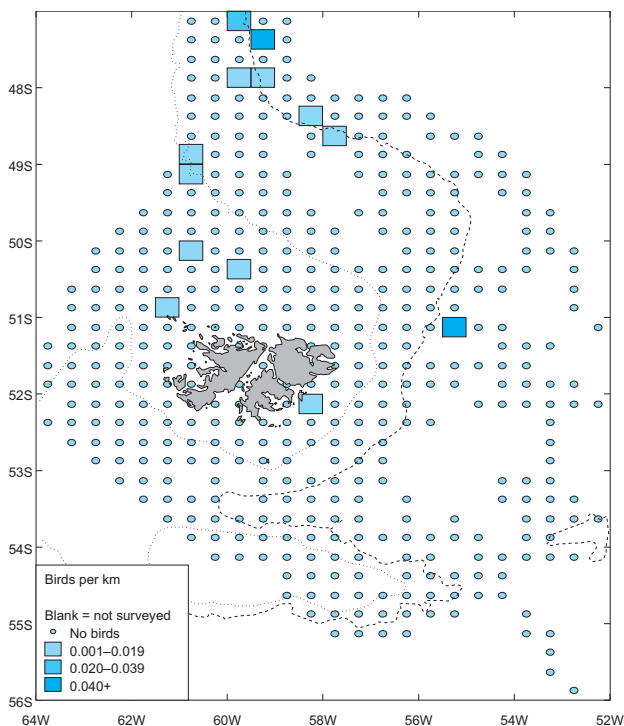 48S
49S
50S
51S
52S
53S
54S
55S
56S
Birds per km
Blank = not surveyed
No birds
0.001–0.019
0.020–0.039
0.040+
64W 62W 60W 58W 56W 54W 52W